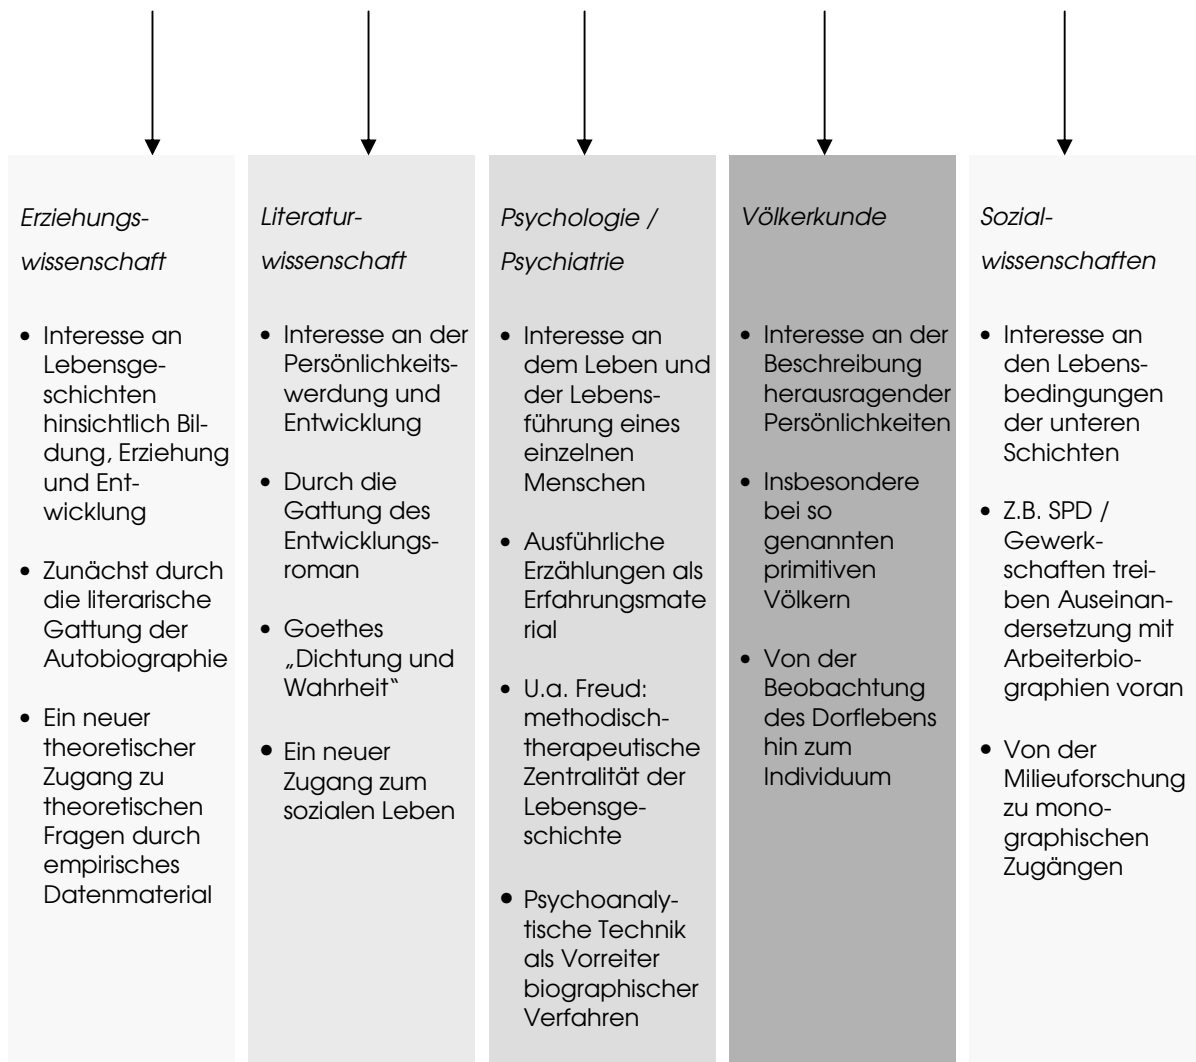 Erziehungs-
wissenschaft
• Interesse an
Lebensge-
schichten
hinsichtlich Bil-
dung, Erziehung
und Ent-
wicklung
• Zunächst durch
die literarische
Gattung der
Autobiographie
• Ein neuer
theoretischer
Zugang zu
theoretischen
Fragen durch
empirisches
Datenmaterial
Literatur-
wissenschaft
• Interesse an der
Persönlichkeits-
werdung und
Entwicklung
• Durch die
Gattung des
Entwicklungs-
roman
• Goethes
„Dichtung und
Wahrheit“
• Ein neuer
Zugang zum
sozialen Leben
Psychologie /
Psychiatrie
• Interesse an
dem Leben und
der Lebens-
führung eines
einzelnen
Menschen
• Ausführliche
Erzählungen als
Erfahrungsmate
rial
• U.a. Freud:
methodisch-
therapeutische
Zentralität der
Lebensge-
schichte
• Psychoanaly-
tische Technik
als Vorreiter
biographischer
Verfahren
Völkerkunde
• Interesse an der
Beschreibung
herausragender
Persönlichkeiten
• Insbesondere
bei so
genannten
primitiven
Völkern
• Von der
Beobachtung
des Dorflebens
hin zum
Individuum
Sozial-
wissenschaften
• Interesse an
den Lebens-
bedingungen
der unteren
Schichten
• Z.B. SPD /
Gewerk-
schaften trei-
ben Auseinan-
dersetzung mit
Arbeiterbio-
graphien voran
• Von der
Milieuforschung
zu mono-
graphischen
Zugängen